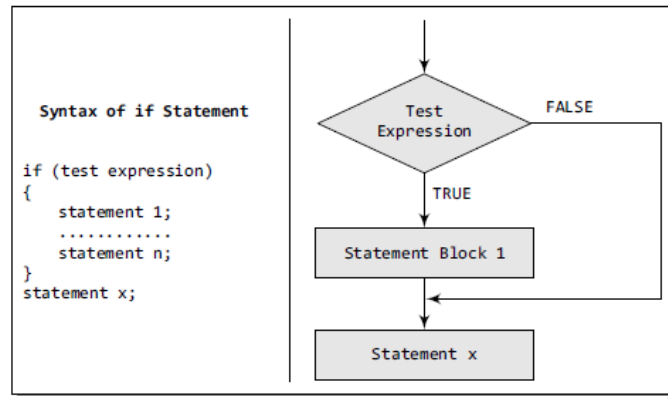 Syntax of if Statement
if (test expression)
{
    statement 1;
    ............
    statement n;
}
statement x;
Test
Expression
FALSE
TRUE
Statement Block 1
Statement x